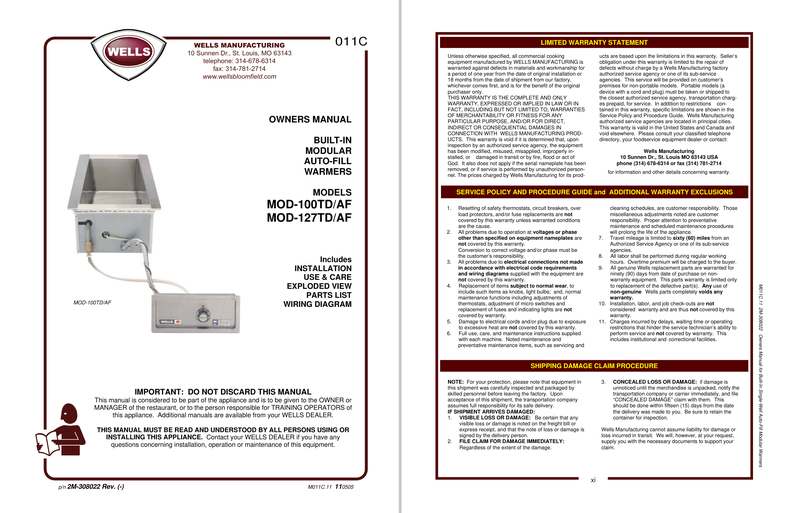 WELLS
WELLS MANUFACTURING
10 Sunnen Dr., St. Louis, MO 63143
telephone: 314-678-6314
fax: 314-781-2714
www.wellsbloomfield.com
011C
OWNERS MANUAL
BUILT-IN
MODULAR
AUTO-FILL
WARMERS
MODELS
MOD-100TD/AF
MOD-127TD/AF
Includes
INSTALLATION
USE & CARE
EXPLODED VIEW
PARTS LIST
WIRING DIAGRAM
MOD-100TD/AF
IMPORTANT: DO NOT DISCARD THIS MANUAL
This manual is considered to be part of the appliance and is to be given to the OWNER or
MANAGER of the restaurant, or to the person responsible for TRAINING OPERATORS of
this appliance. Additional manuals are available from your WELLS DEALER.
THIS MANUAL MUST BE READ AND UNDERSTOOD BY ALL PERSONS USING OR
INSTALLING THIS APPLIANCE. Contact your WELLS DEALER if you have any
questions concerning installation, operation or maintenance of this equipment.
p/n 2M-308022 Rev. (-)
M011C.11 110505
LIMITED WARRANTY STATEMENT
Unless otherwise specified, all commercial cooking
equipment manufactured by WELLS MANUFACTURING is
warranted against defects in materials and workmanship for
a period of one year from the date of original installation or
18 months from the date of shipment from our factory,
whichever comes first, and is for the benefit of the original
purchaser only.
THIS WARRANTY IS THE COMPLETE AND ONLY
WARRANTY, EXPRESSED OR IMPLIED IN LAW OR IN
FACT, INCLUDING BUT NOT LIMITED TO, WARRANTIES
OF MERCHANTABILITY OR FITNESS FOR ANY
PARTICULAR PURPOSE, AND/OR FOR DIRECT,
INDIRECT OR CONSEQUENTIAL DAMAGES IN
CONNECTION WITH WELLS MANUFACTURING PROD-
UCTS. This warranty is void if it is determined that, upon
inspection by an authorized service agency, the equipment
has been modified, misused, misapplied, improperly in-
stalled, or damaged in transit or by fire, flood or act of
God. It also does not apply if the serial nameplate has been
removed, or if service is performed by unauthorized person-
nel. The prices charged by Wells Manufacturing for its prod-
ucts are based upon the limitations in this warranty. Seller's
obligation under this warranty is limited to the repair of
defects without charge by a Wells Manufacturing factory
authorized service agency or one of its sub-service
agencies. This service will be provided on customer's
premises for non-portable models. Portable models (a
device with a cord and plug) must be taken or shipped to
the closest authorized service agency, transportation charg-
es prepaid, for service. In addition to restrictions con-
tained in this warranty, specific limitations are shown in the
Service Policy and Procedure Guide. Wells Manufacturing
authorized service agencies are located in principal cities.
This warranty is valid in the United States and Canada and
void elsewhere. Please consult your classified telephone
directory, your foodservice equipment dealer or contact:
Wells Manufacturing
10 Sunnen Dr., St. Louis MO 63143 USA
phone (314) 678-6314 or fax (314) 781-2714
for information and other details concerning warranty.
SERVICE POLICY AND PROCEDURE GUIDE and ADDITIONAL WARRANTY EXCLUSIONS
1. Resetting of safety thermostats, circuit breakers, over
load protectors, and/or fuse replacements are not
covered by this warranty unless warranted conditions
are the cause.
2. All problems due to operation at voltages or phase
other than specified on equipment nameplates are
not covered by this warranty.
Conversion to correct voltage and/or phase must be
the customer's responsibility.
3. All problems due to electrical connections not made
in accordance with electrical code requirements
and wiring diagrams supplied with the equipment are
not covered by this warranty.
4. Replacement of items subject to normal wear, to
include such items as knobs, light bulbs; and, normal
maintenance functions including adjustments of
thermostats, adjustment of micro switches and
replacement of fuses and indicating lights are not
covered by warranty.
5. Damage to electrical cords and/or plug due to exposure
to excessive heat are not covered by this warranty.
6. Full use, care, and maintenance instructions supplied
with each machine. Noted maintenance and
preventative maintenance items, such as servicing and
cleaning schedules, are customer responsibility. Those
miscellaneous adjustments noted are customer
responsibility. Proper attention to preventative
maintenance and scheduled maintenance procedures
will prolong the life of the appliance.
7. Travel mileage is limited to sixty (60) miles from an
Authorized Service Agency or one of its sub-service
agencies.
8. All labor shall be performed during regular working
hours. Overtime premium will be charged to the buyer.
9. All genuine Wells replacement parts are warranted for
ninety (90) days from date of purchase on non-
warranty equipment. This parts warranty is limited only
to replacement of the defective part(s). Any use of
non-genuine Wells parts completely voids any
warranty.
10. Installation, labor, and job check-outs are not
considered warranty and are thus not covered by this
warranty.
11. Charges incurred by delays, waiting time or operating
restrictions that hinder the service technician's ability to
perform service are not covered by warranty. This
includes institutional and correctional facilities.
SHIPPING DAMAGE CLAIM PROCEDURE
NOTE: For your protection, please note that equipment in
this shipment was carefully inspected and packaged by
skilled personnel before leaving the factory. Upon
acceptance of this shipment, the transportation company
assumes full responsibility for its safe delivery.
IF SHIPMENT ARRIVES DAMAGED:
1. VISIBLE LOSS OR DAMAGE: Be certain that any
visible loss or damage is noted on the freight bill or
express receipt, and that the note of loss or damage is
signed by the delivery person.
2. FILE CLAIM FOR DAMAGE IMMEDIATELY:
Regardless of the extent of the damage.
3. CONCEALED LOSS OR DAMAGE: if damage is
unnoticed until the merchandise is unpacked, notify the
transportation company or carrier immediately, and file
"CONCEALED DAMAGE" claim with them. This
should be done within fifteen (15) days from the date
the delivery was made to you. Be sure to retain the
container for inspection.
Wells Manufacturing cannot assume liability for damage or
loss incurred in transit. We will, however, at your request,
supply you with the necessary documents to support your
claim.
xi
M011C.11 2M-308022 Owners Manual for Built-in Single Well Auto-Fill Modular Warmers